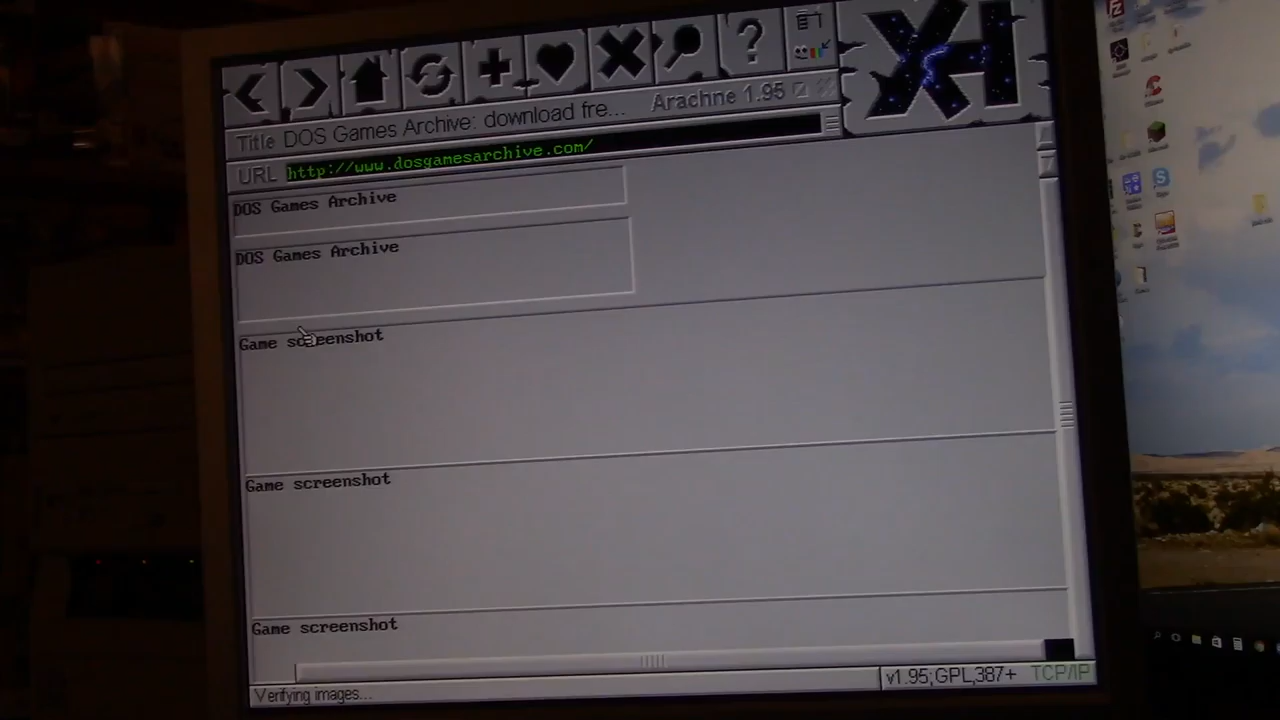 Title DOS Games Archive: download fre... Arachne 1.95
URL http://www.dosgamesarchive.com/
DOS Games Archive
DOS Games Archive
Game screenshot
Game screenshot
Game screenshot
Verifying images...
v1.95;GPL,387+ TCP/IP